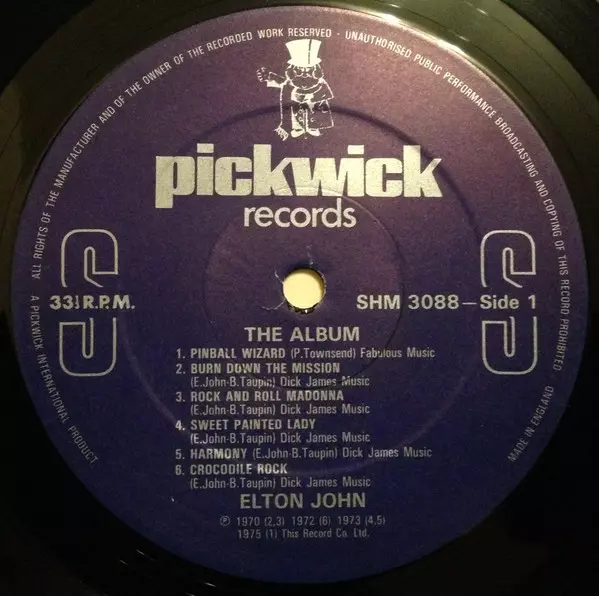 ALL RIGHTS OF THE MANUFACTURER AND OF THE OWNER OF THE RECORDED WORK RESERVED - UNAUTHORISED PUBLIC PERFORMANCE BROADCASTING AND COPYING OF THIS RECORD PROHIBITED.
pickwick
records
33⅓ R.P.M.
SHM 3088—Side 1
THE ALBUM
1. PINBALL WIZARD (P.Townsend) Fabulous Music
2. BURN DOWN THE MISSION
(E.John-B.Taupin) Dick James Music
3. ROCK AND ROLL MADONNA
(E.John-B.Taupin) Dick James Music
4. SWEET PAINTED LADY
(E.John-B.Taupin) Dick James Music
5. HARMONY (E.John-B.Taupin) Dick James Music
6. CROCODILE ROCK
(E.John-B.Taupin) Dick James Music
ELTON JOHN
℗ 1970 (2,3) 1972 (6) 1973 (4,5)
1975 (1) This Record Co. Ltd.
A PICKWICK INTERNATIONAL PRODUCT
MADE IN ENGLAND